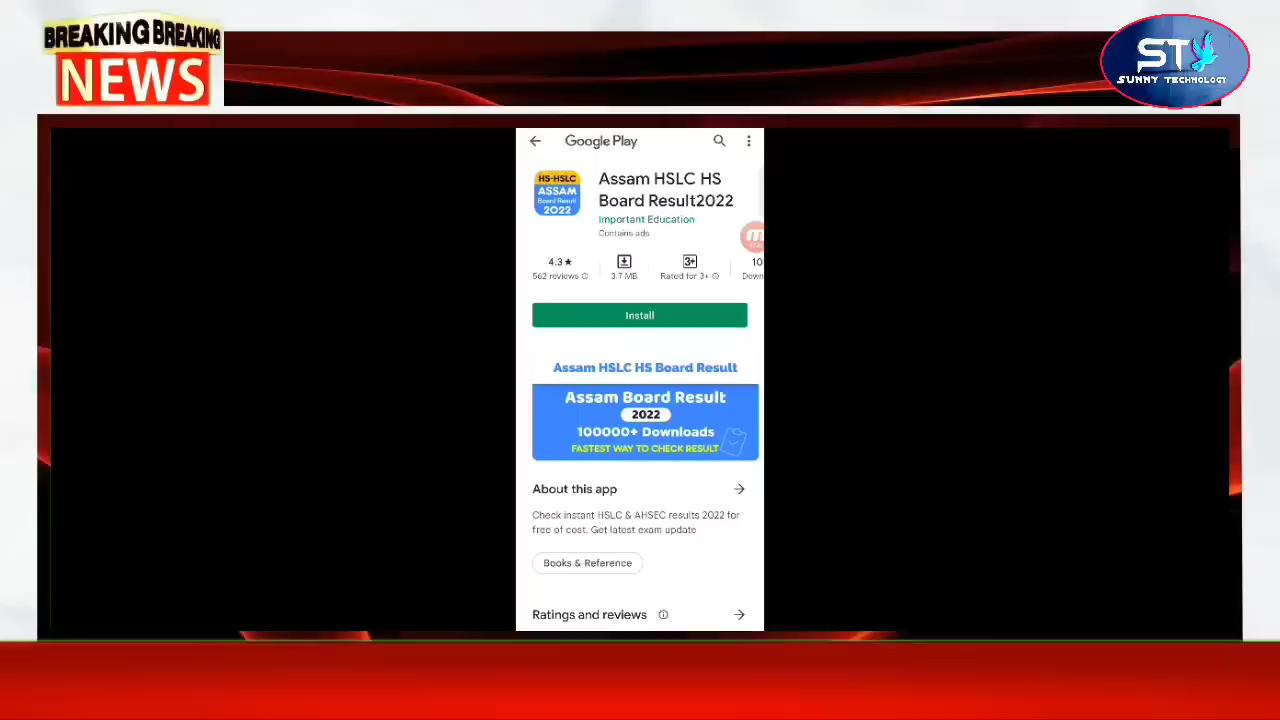 BREAKING BREAKING
NEWS
ST
SUNNY TECHNOLOGY
Google Play
HS-HSLC
ASSAM
Board Result
2022
Assam HSLC HS
Board Result2022
Important Education
Contains ads
4.3★
562 reviews
3.7 MB
3+
Rated for 3+
10
Down
Install
Assam HSLC HS Board Result
Assam Board Result
2022
100000+ Downloads
FASTEST WAY TO CHECK RESULT
About this app
Check instant HSLC & AHSEC results 2022 for
free of cost. Get latest exam update
Books & Reference
Ratings and reviews